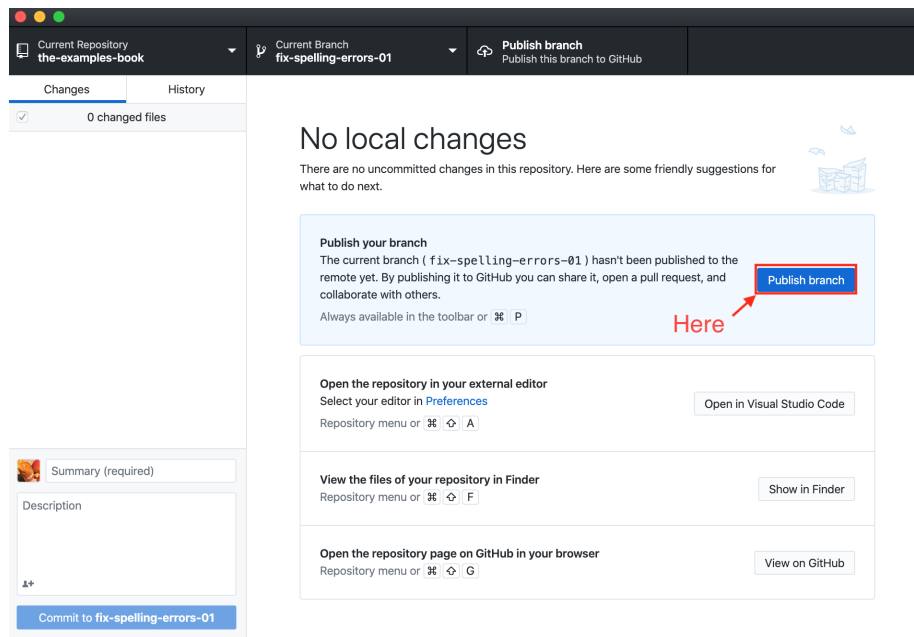 Current Repository
the-examples-book
Current Branch
fix-spelling-errors-01
Publish branch
Publish this branch to GitHub
Changes
History
0 changed files
No local changes
There are no uncommitted changes in this repository. Here are some friendly suggestions for
what to do next.
Publish your branch
The current branch (fix-spelling-errors-01) hasn't been published to the
remote yet. By publishing it to GitHub you can share it, open a pull request, and
collaborate with others.
Always available in the toolbar or ⌘ P
Publish branch
Here
Open the repository in your external editor
Select your editor in Preferences
Repository menu or ⌘ ⇧ A
Open in Visual Studio Code
View the files of your repository in Finder
Repository menu or ⌘ ⇧ F
Show in Finder
Open the repository page on GitHub in your browser
Repository menu or ⌘ ⇧ G
View on GitHub
Summary (required)
Description
Commit to fix-spelling-errors-01